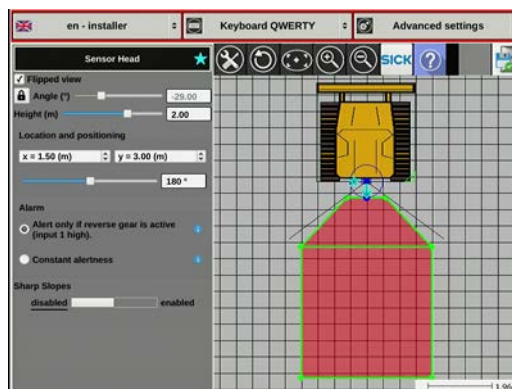 en - installer
Keyboard QWERTY
Advanced settings
Sensor Head
SICK
?
Flipped view
Angle (°)
-29.00
Height (m)
2.00
Location and positioning
x = 1.50 (m)
y = 3.00 (m)
180 °
Alarm
Alert only if reverse gear is active
(input 1 high).
Constant alertness
Sharp Slopes
disabled
enabled